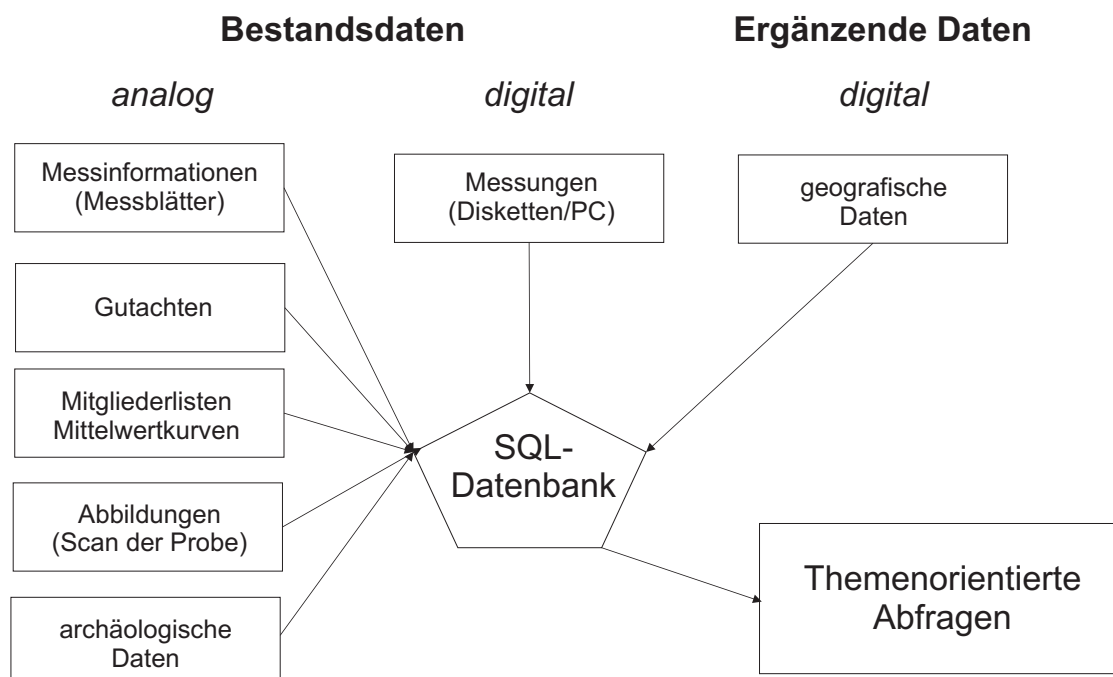 Bestandsdaten
Ergänzende Daten
analog
digital
digital
Messinformationen
(Messblätter)
Messungen
(Disketten/PC)
geografische
Daten
Gutachten
Mitgliederlisten
Mittelwertkurven
Abbildungen
(Scan der Probe)
archäologische
Daten
SQL-
Datenbank
Themenorientierte
Abfragen